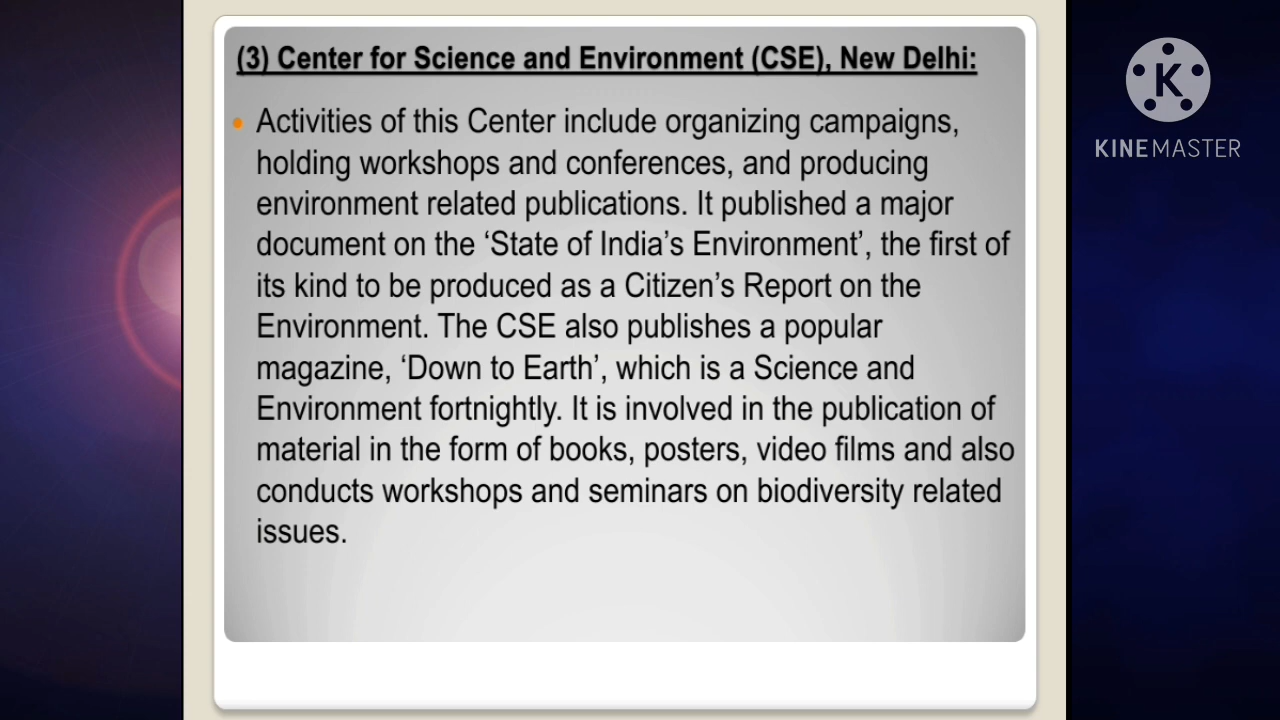 (3) Center for Science and Environment (CSE), New Delhi:
Activities of this Center include organizing campaigns,
holding workshops and conferences, and producing
environment related publications. It published a major
document on the ‘State of India’s Environment’, the first of
its kind to be produced as a Citizen’s Report on the
Environment. The CSE also publishes a popular
magazine, ‘Down to Earth’, which is a Science and
Environment fortnightly. It is involved in the publication of
material in the form of books, posters, video films and also
conducts workshops and seminars on biodiversity related
issues.
K
KINEMASTER